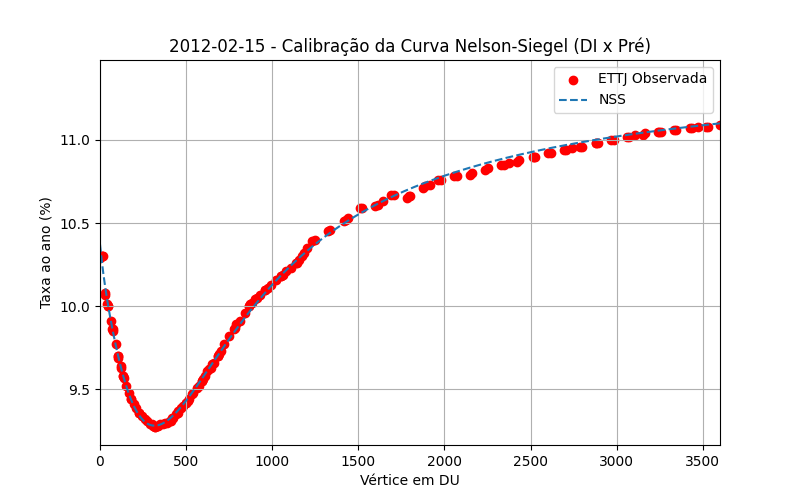 2012-02-15 - Calibração da Curva Nelson-Siegel (DI x Pré)
ETTJ Observada
NSS
Taxa ao ano (%)
11.0
10.5
10.0
9.5
0 500 1000 1500 2000 2500 3000 3500
Vértice em DU